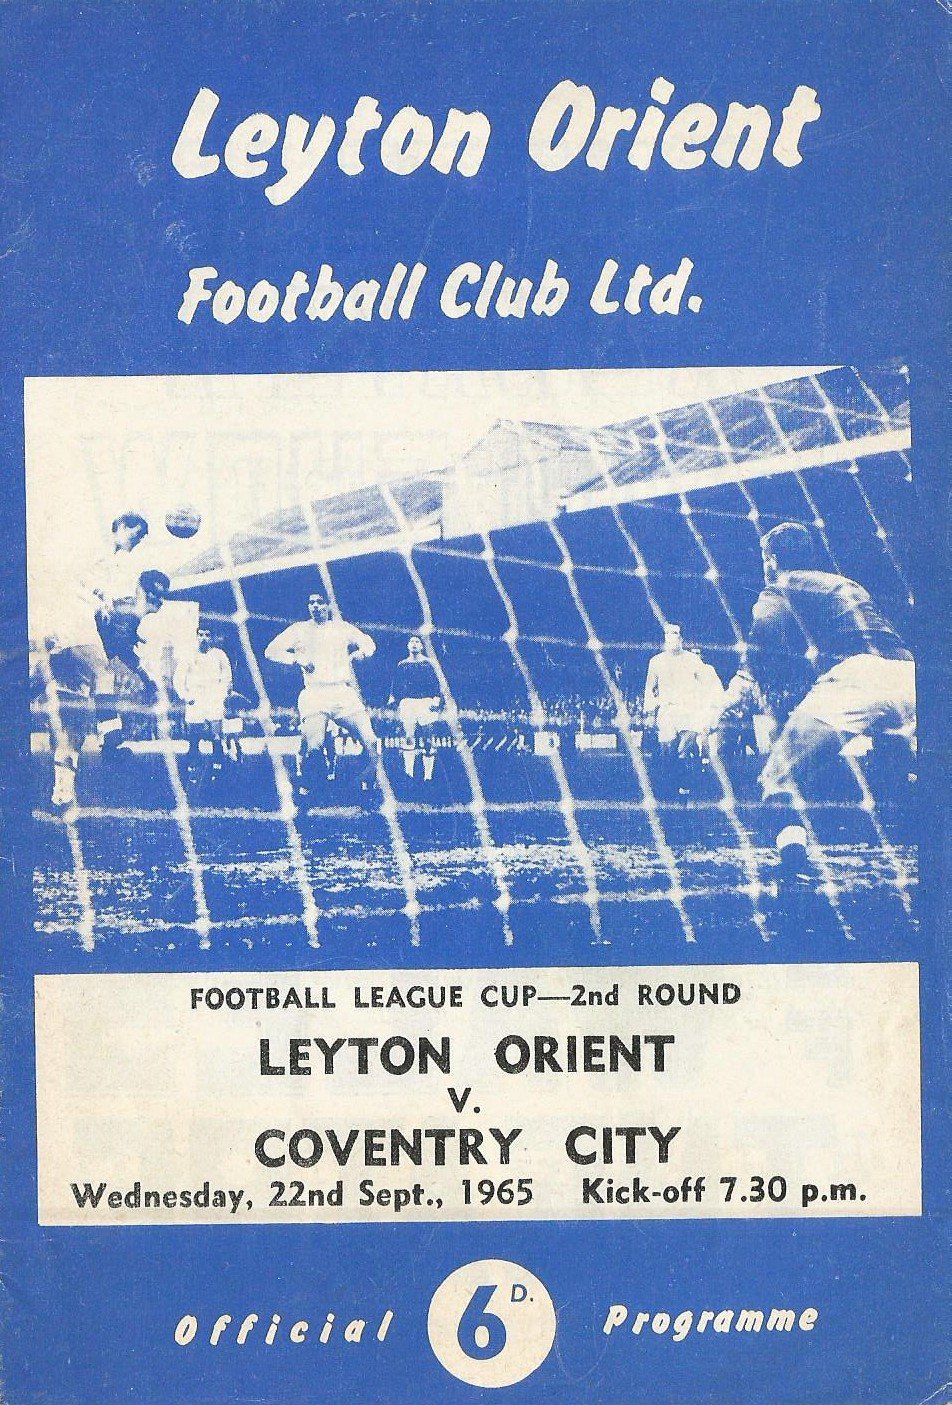 Leyton Orient
Football Club Ltd.
FOOTBALL LEAGUE CUP—2nd ROUND
LEYTON ORIENT
V.
COVENTRY CITY
Wednesday, 22nd Sept., 1965 Kick-off 7.30 p.m.
Official 6D. Programme